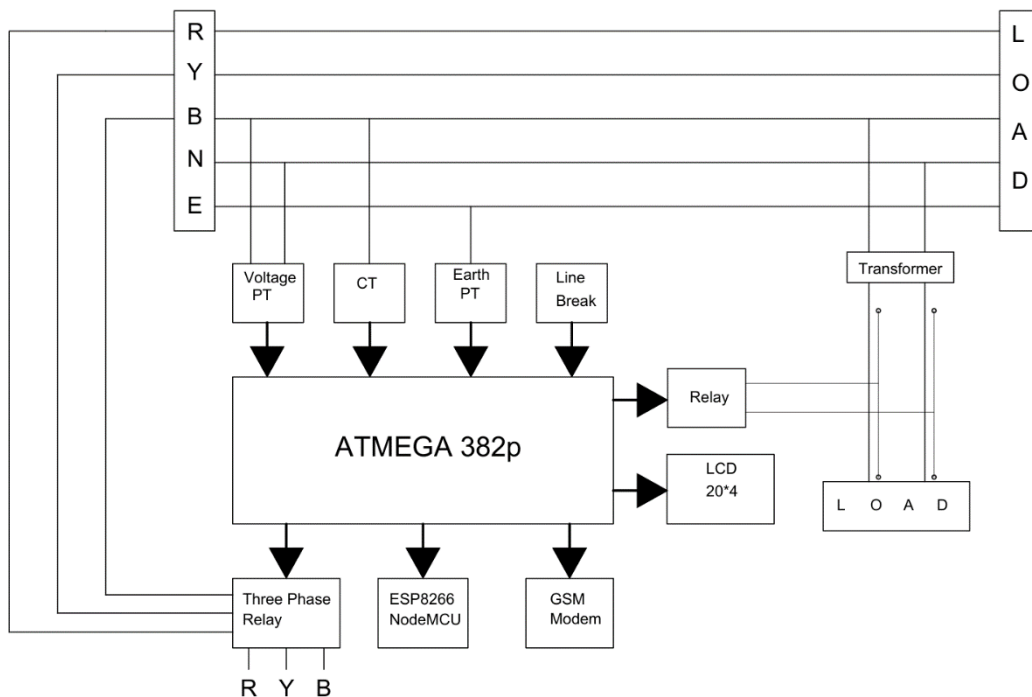 R
Y
B
N
E
L
O
A
D
Voltage
PT
CT
Earth
PT
Line
Break
Transformer
ATMEGA 382p
Relay
LCD
20*4
L O A D
Three Phase
Relay
ESP8266
NodeMCU
GSM
Modem
R Y B